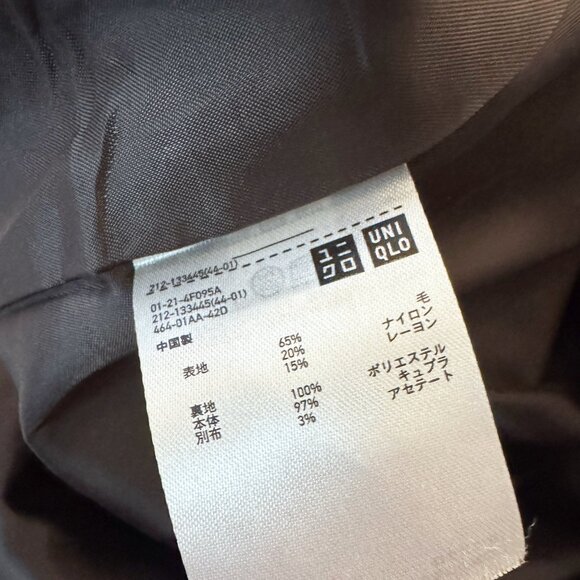 ユニクロ
UNIQLO
212-133445(44-01)
01-21-4F095A
212-133445(44-01)
464-01AA-42D
中国製
表地 65% 毛
20% ナイロン
15% レーヨン
裏地 100% ポリエステル
本体 97% キュプラ
別布 3% アセテート